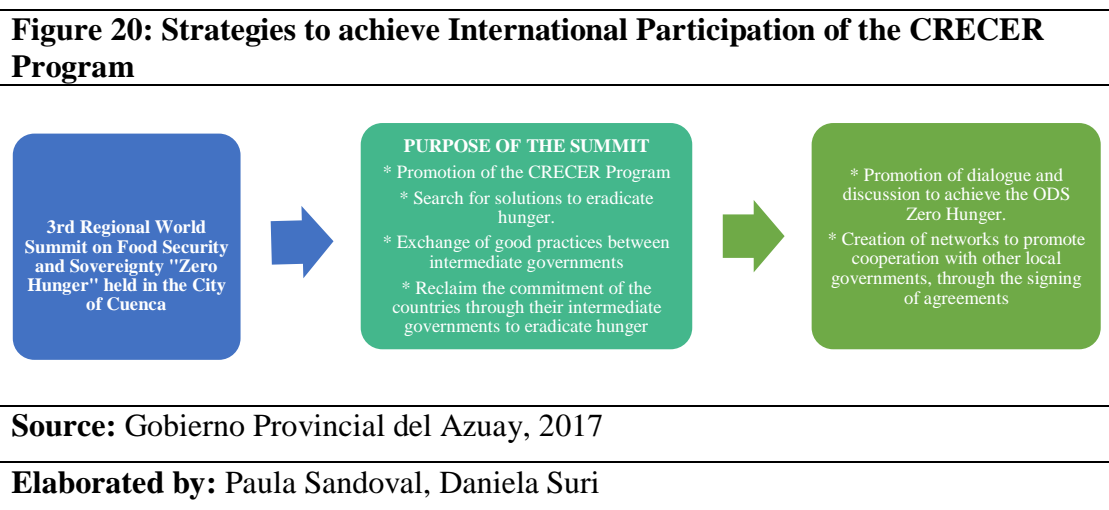 Figure 20: Strategies to achieve International Participation of the CRECER
Program
3rd Regional World
Summit on Food Security
and Sovereignty "Zero
Hunger" held in the City
of Cuenca
PURPOSE OF THE SUMMIT
* Promotion of the CRECER Program
* Search for solutions to eradicate
hunger.
* Exchange of good practices between
intermediate governments
* Reclaim the commitment of the
countries through their intermediate
governments to eradicate hunger
* Promotion of dialogue and
discussion to achieve the ODS
Zero Hunger.
* Creation of networks to promote
cooperation with other local
governments, through the signing
of agreements
Source: Gobierno Provincial del Azuay, 2017
Elaborated by: Paula Sandoval, Daniela Suri